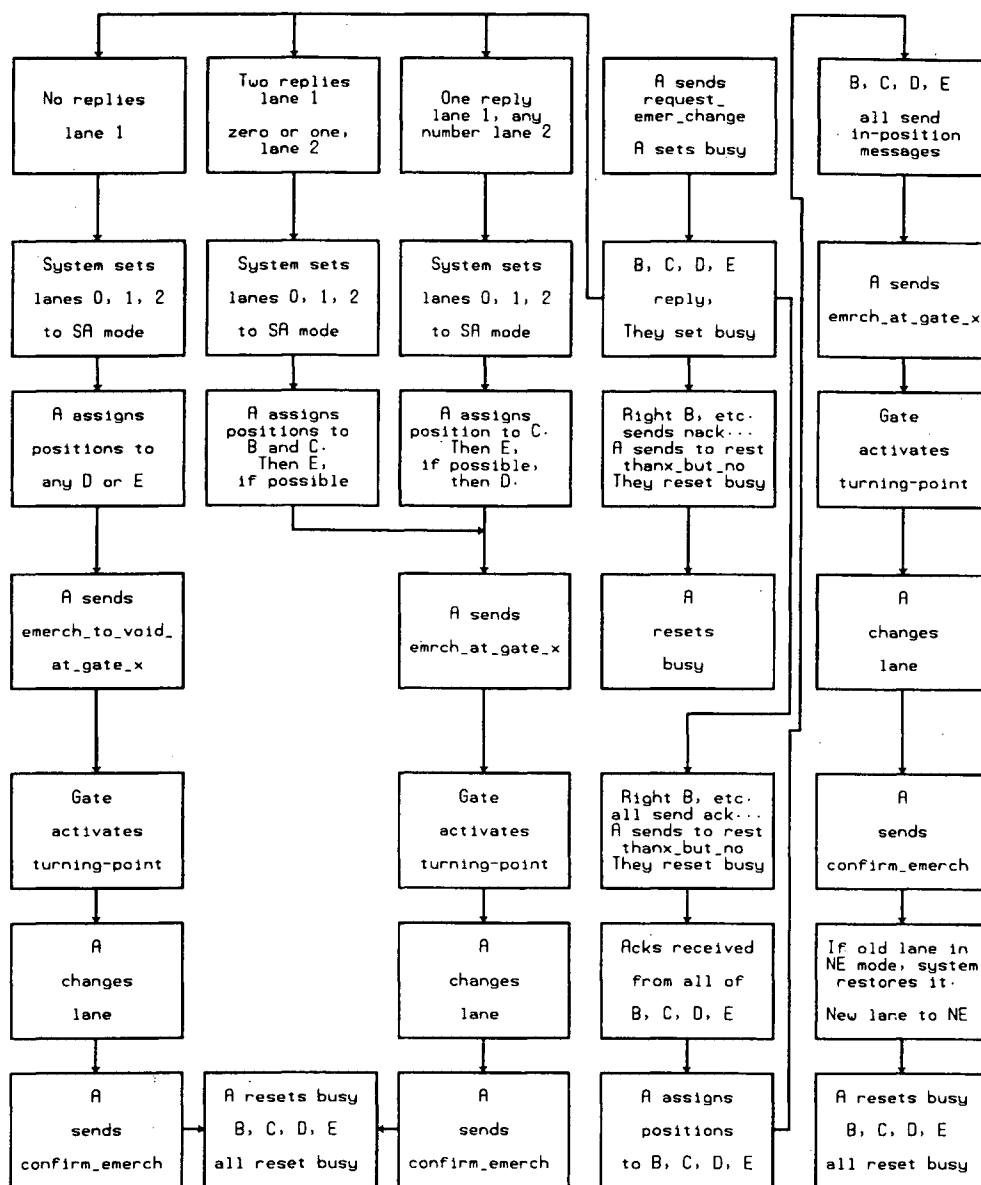 No replies
lane 1
System sets
lanes 0, 1, 2
to SA mode
A assigns
positions to
any D or E
A sends
emerch_to_void_
at_gate_x
Gate
activates
turning-point
A
changes
lane
A
sends
confirm_emerch
Two replies
lane 1
zero or one,
lane 2
System sets
lanes 0, 1, 2
to SA mode
A assigns
positions to
B and C.
Then E,
if possible
A resets busy
B, C, D, E
all reset busy
One reply
lane 1, any
number lane 2
System sets
lanes 0, 1, 2
to SA mode
A assigns
position to C.
Then E,
if possible,
then D.
A sends
emrch_at_gate_x
Gate
activates
turning-point
A
changes
lane
A
sends
confirm_emerch
A sends
request_
emer_change
A sets busy
B, C, D, E
reply,
They set busy
Right B, etc.
sends nack...
A sends to rest
thanx_but_no
They reset busy
A
resets
busy
Right B, etc.
all send ack...
A sends to rest
thanx_but_no
They reset busy
Acks received
from all of
B, C, D, E
A assigns
positions
to B, C, D, E
B, C, D, E
all send
in-position
messages
A sends
emrch_at_gate_x
Gate
activates
turning-point
A
changes
lane
A
sends
confirm_emerch
If old lane in
NE mode, system
restores it.
New lane to NE
A resets busy
B, C, D, E
all reset busy